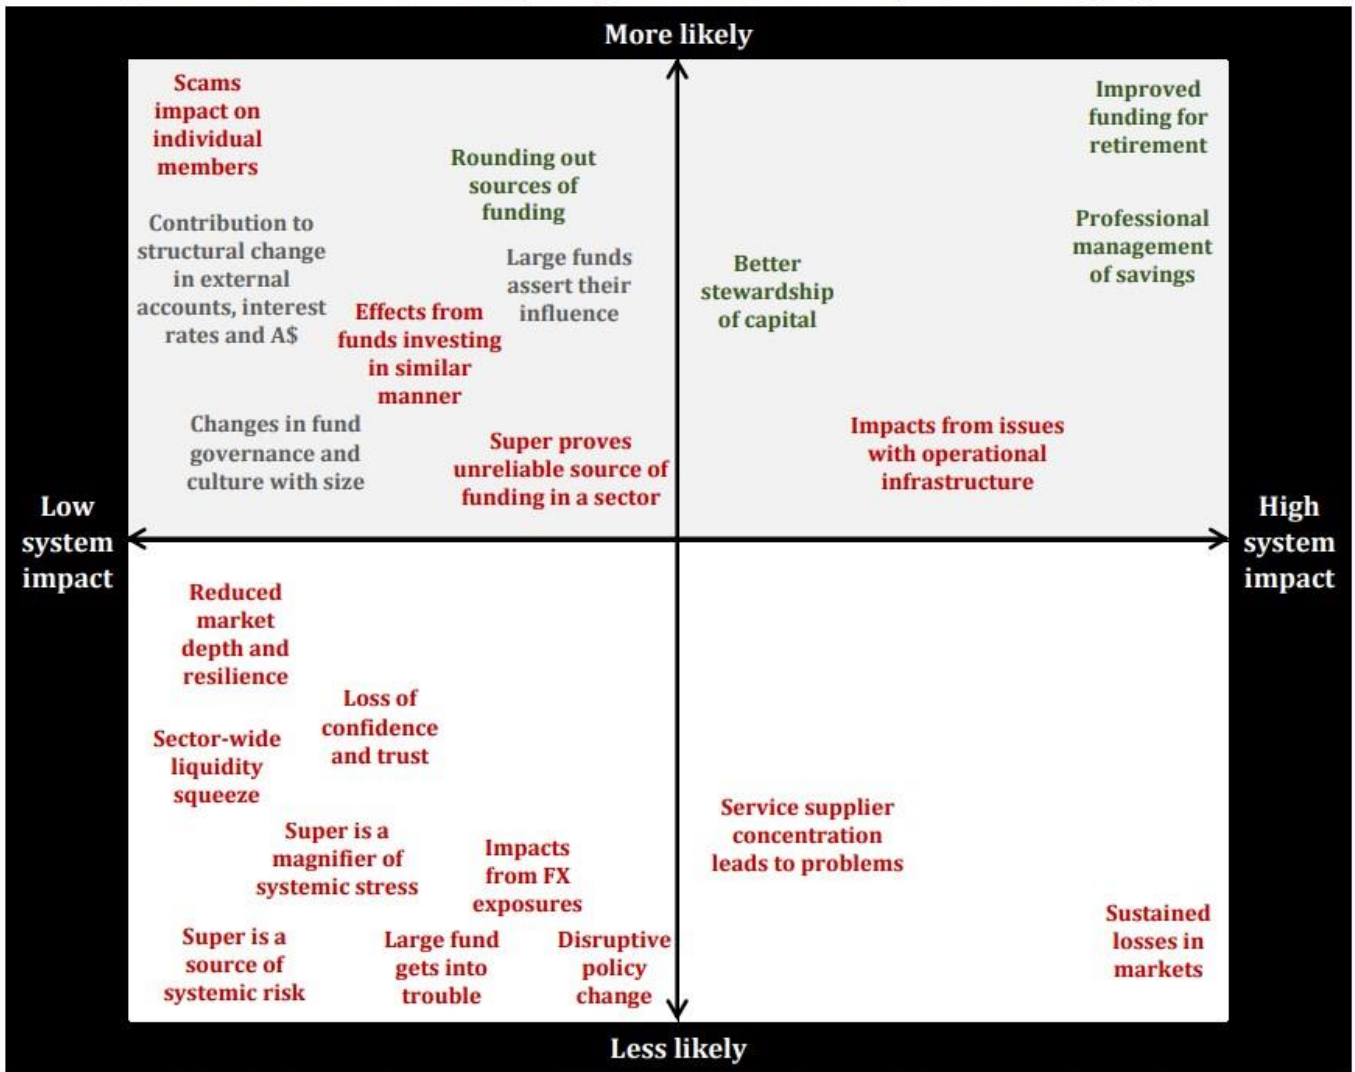 More likely
Scams
impact on
individual
members
Improved
funding for
retirement
Rounding out
sources of
funding
Contribution to
structural change
in external
accounts, interest
rates and A$
Large funds
assert their
influence
Better
stewardship
of capital
Professional
management
of savings
Effects from
funds investing
in similar
manner
Changes in fund
governance and
culture with size
Super proves
unreliable source of
funding in a sector
Impacts from issues
with operational
infrastructure
Low
system
impact
High
system
impact
Reduced
market
depth and
resilience
Loss of
confidence
and trust
Sector-wide
liquidity
squeeze
Super is a
magnifier of
systemic stress
Impacts
from FX
exposures
Service supplier
concentration
leads to problems
Super is a
source of
systemic risk
Large fund
gets into
trouble
Disruptive
policy
change
Sustained
losses in
markets
Less likely